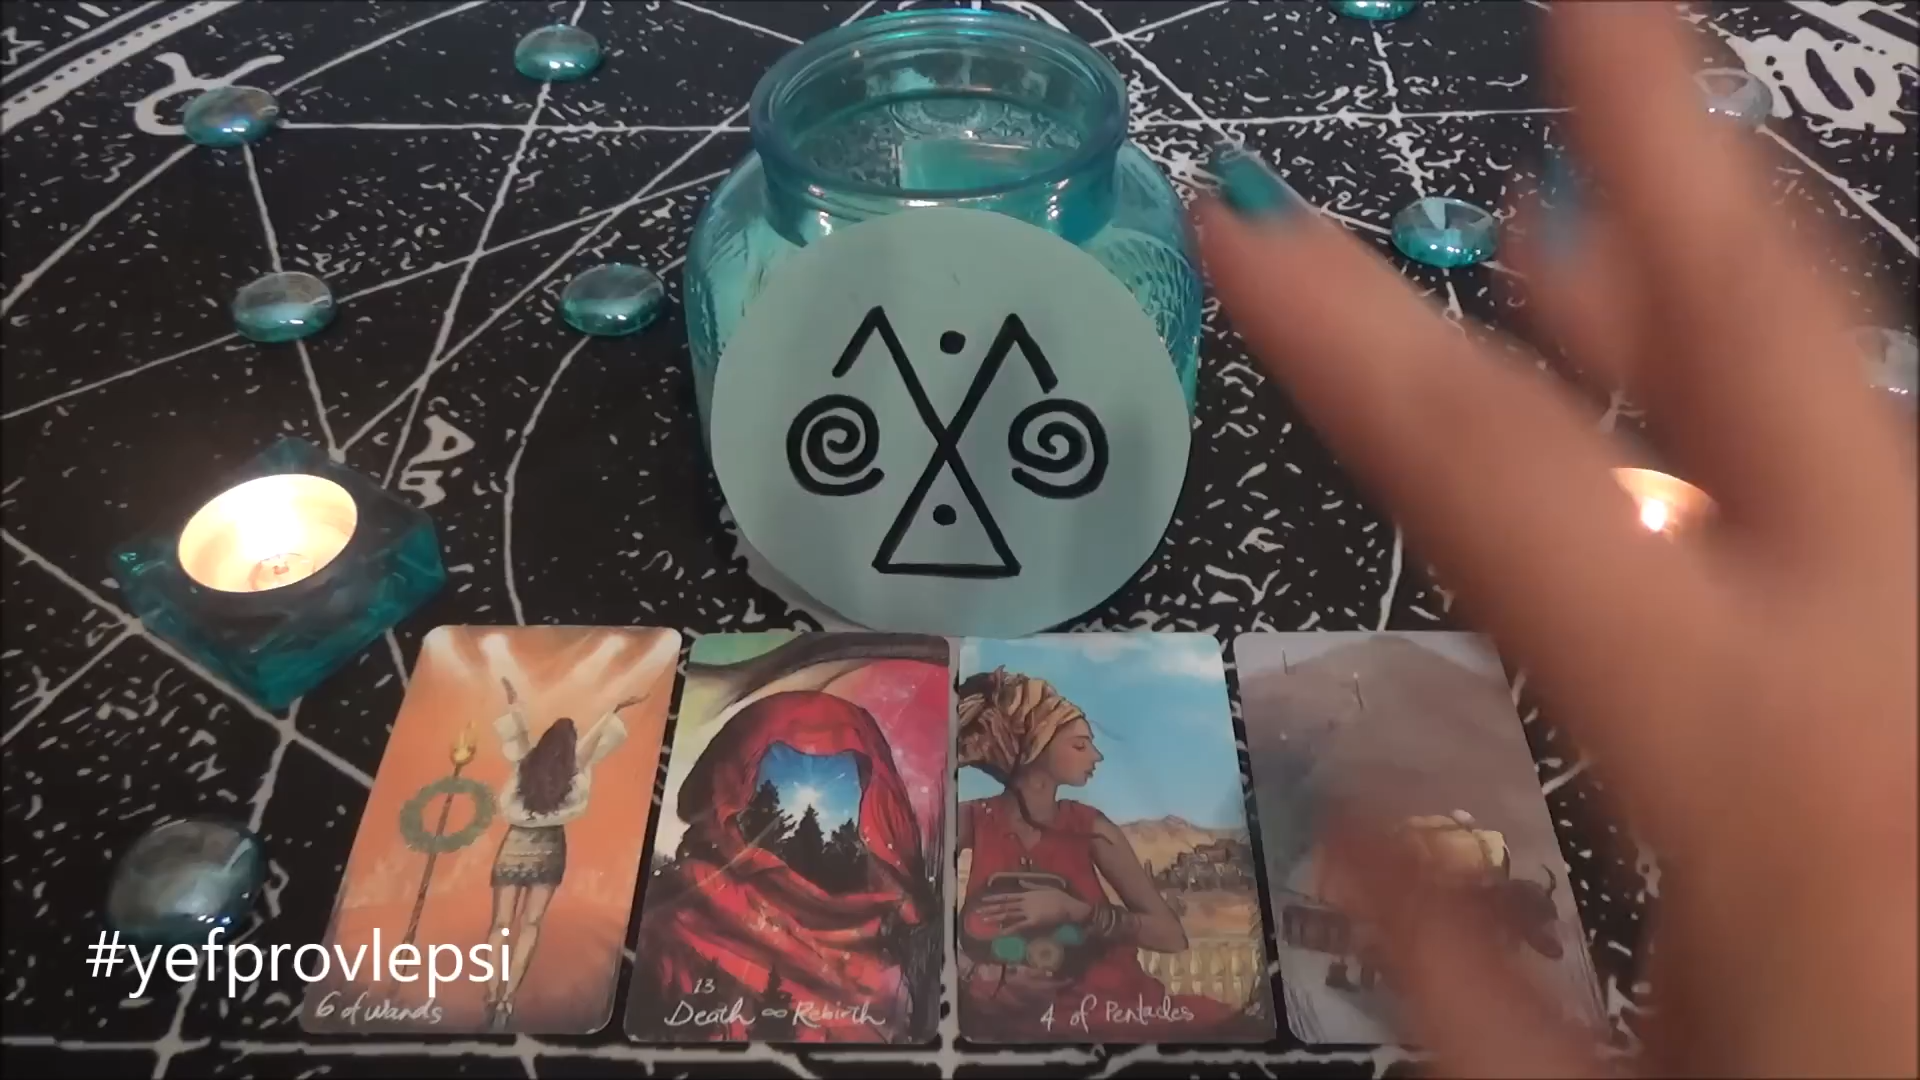 #yefprovlepsi
6 of Wands
13
Death ∞ Rebirth
4 of Pentacles